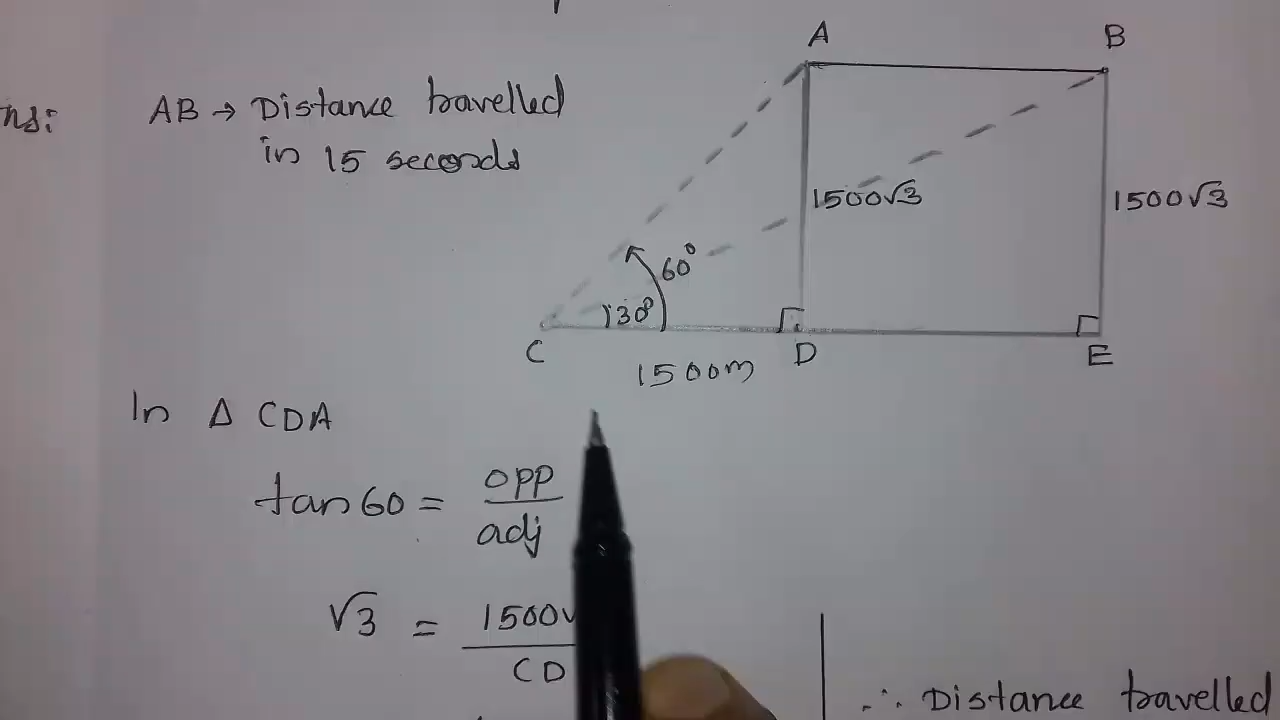 A B
ns: AB → Distance travelled
in 15 seconds
1500√3 1500√3
60°
30°
C D E
1500m
In Δ CDA
tan 60 = opp
adj
√3 = 1500
CD
∴ Distance travelled